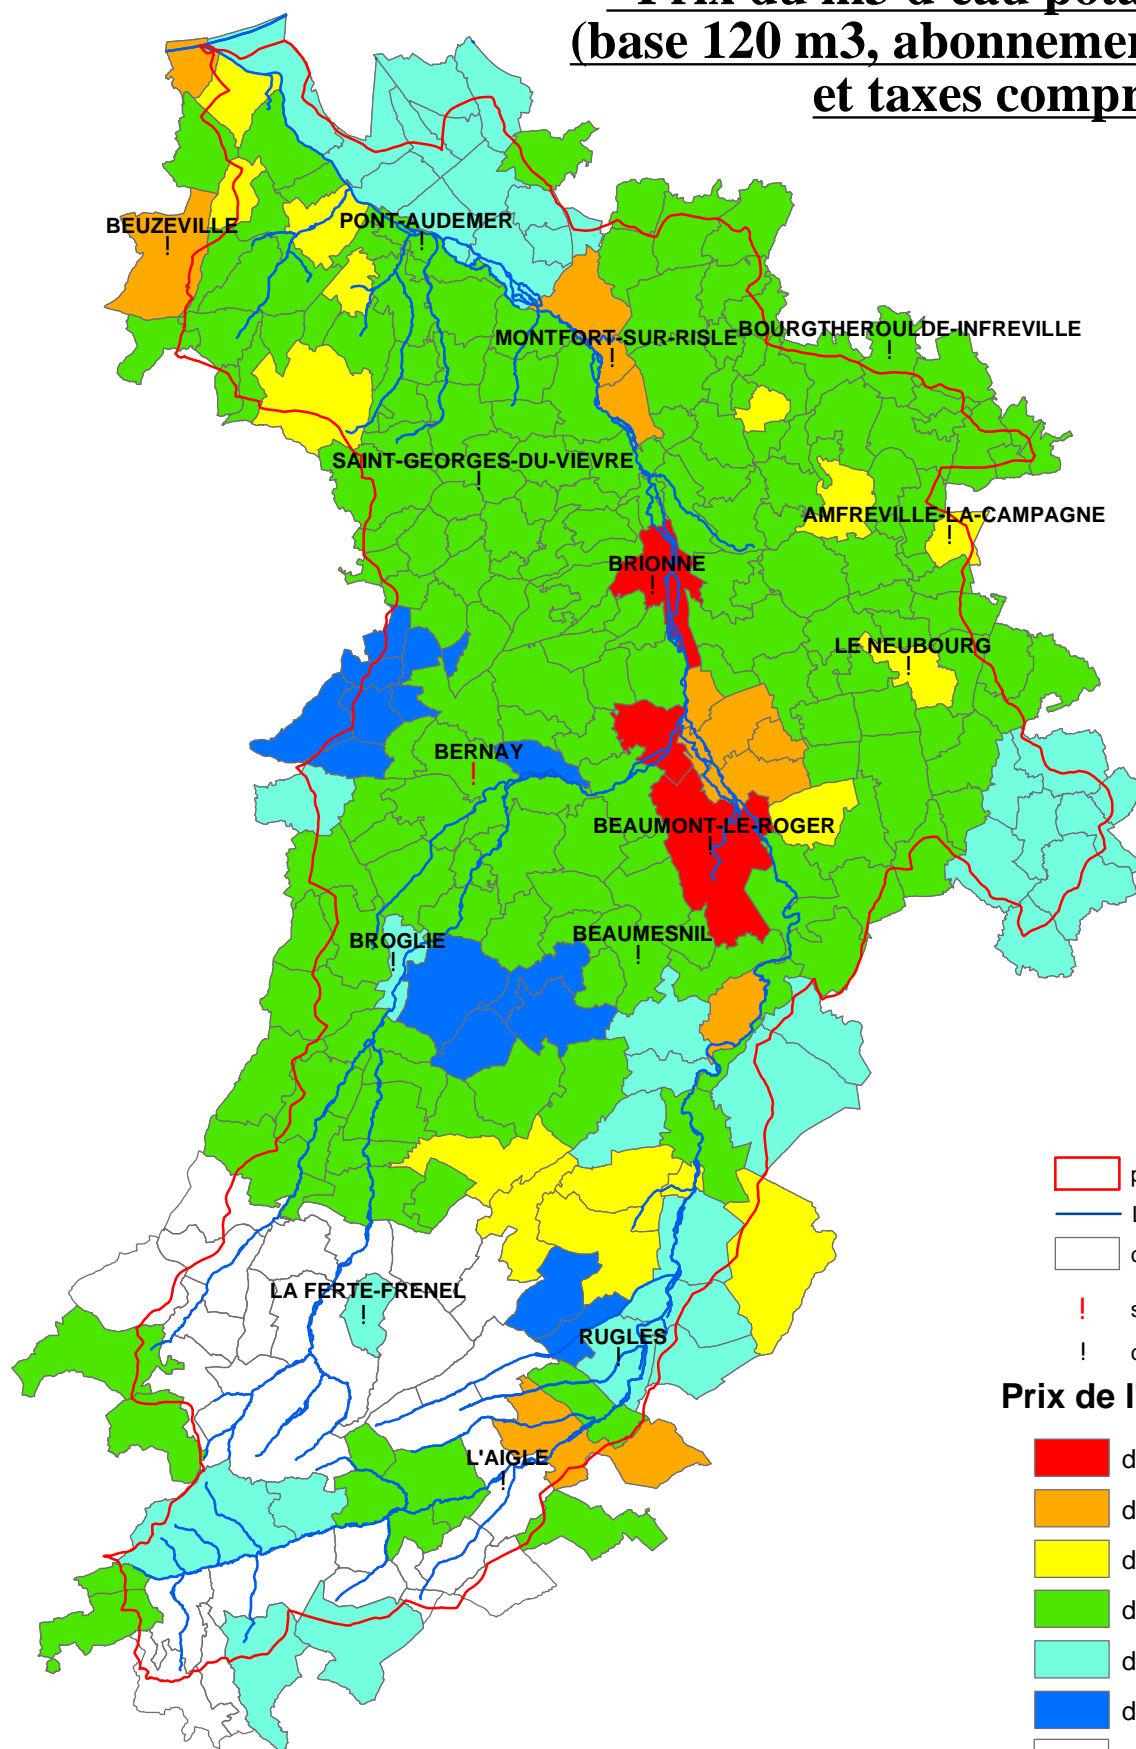 (base 120 m3, abonnement
et taxes compr
BEUZEVILLE
PONT-AUDEMER
MONTFORT-SUR-RISLE
BOURGTHEROULDE-INFREVILLE
SAINT-GEORGES-DU-VIEVRE
AMFREVILLE-LA-CAMPAGNE
BRIONNE
LE NEUBOURG
BERNAY
BEAUMONT-LE-ROGER
BROGLIE
BEAUMESNIL
LA FERTE-FRENEL
RUGLES
L'AIGLE
Prix de l'
d
d
d
d
d
d